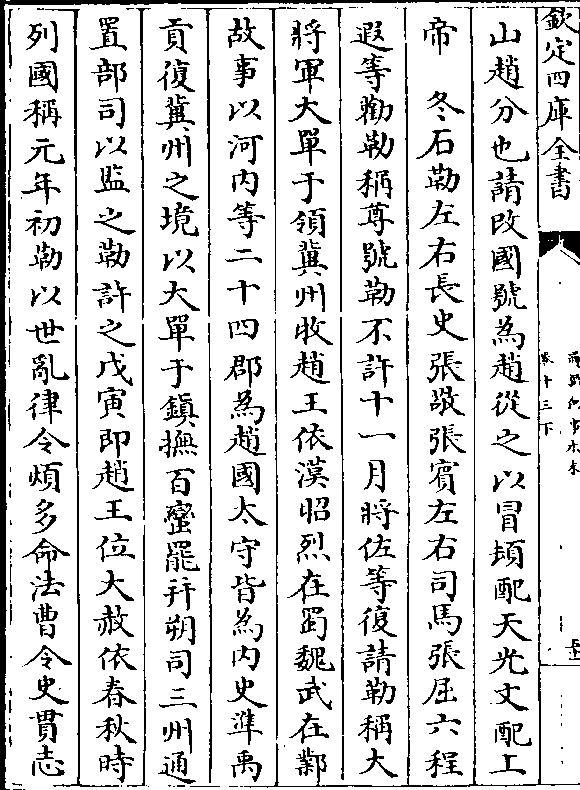 欽定四庫全書
卷十三下
山趙分也請改國號為趙從之以冒頓配天光文配上
帝　冬石勒左右長史張敬張賔左右司馬張屈六程
遐等勸勒稱尊號勒不許十一月將佐等復請勒稱大
將軍大單于領冀州牧趙王依漢昭烈在蜀魏武在鄴
故事以河内等二十四郡為趙國太守皆為内史準禹
貢復冀州之境以大單于鎮撫百蠻罷并朔司三州通
置部司以監之勒許之戊寅即趙王位大赦依春秋時
列國稱元年初勒以世亂律令煩多命法曹令史貫志